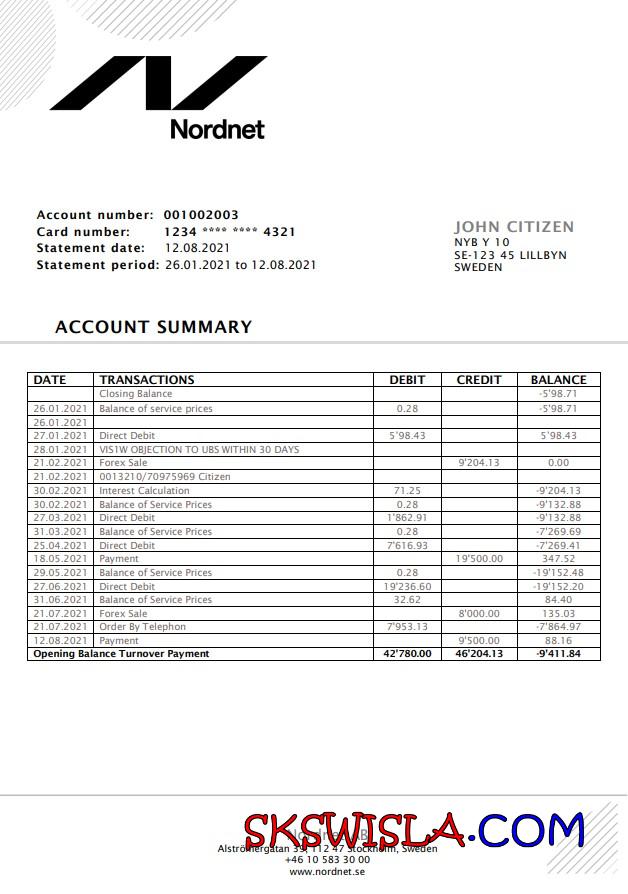 Nordnet
Account number: 001002003
Card number: 1234 **** **** 4321
Statement date: 12.08.2021
Statement period: 26.01.2021 to 12.08.2021
JOHN CITIZEN
NYB Y 10
SE-123 45 LILLBYN
SWEDEN
ACCOUNT SUMMARY
DATE TRANSACTIONS DEBIT CREDIT BALANCE
Closing Balance -5'98.71
26.01.2021 Balance of service prices 0.28 -5'98.71
26.01.2021
27.01.2021 Direct Debit 5'98.43 5'98.43
28.01.2021 VIS1W OBJECTION TO UBS WITHIN 30 DAYS
21.02.2021 Forex Sale 9'204.13 0.00
21.02.2021 0013210/70975969 Citizen
30.02.2021 Interest Calculation 71.25 -9'204.13
30.02.2021 Balance of Service Prices 0.28 -9'132.88
27.03.2021 Direct Debit 1'862.91 -9'132.88
31.03.2021 Balance of Service Prices 0.28 -7'269.69
25.04.2021 Direct Debit 7'616.93 -7'269.41
18.05.2021 Payment 19'500.00 347.52
29.05.2021 Balance of Service Prices 0.28 -19'152.48
27.06.2021 Direct Debit 19'236.60 -19'152.20
31.06.2021 Balance of Service Prices 32.62 84.40
21.07.2021 Forex Sale 8'000.00 135.03
21.07.2021 Order By Telephon 7'953.13 -7'864.97
12.08.2021 Payment 9'500.00 88.16
Opening Balance Turnover Payment 42'780.00 46'204.13 -9'411.84
SKSWISLA.COM
Nordnet AB
Alströmergatan 39, 112 47 Stockholm, Sweden
+46 10 583 30 00
www.nordnet.se